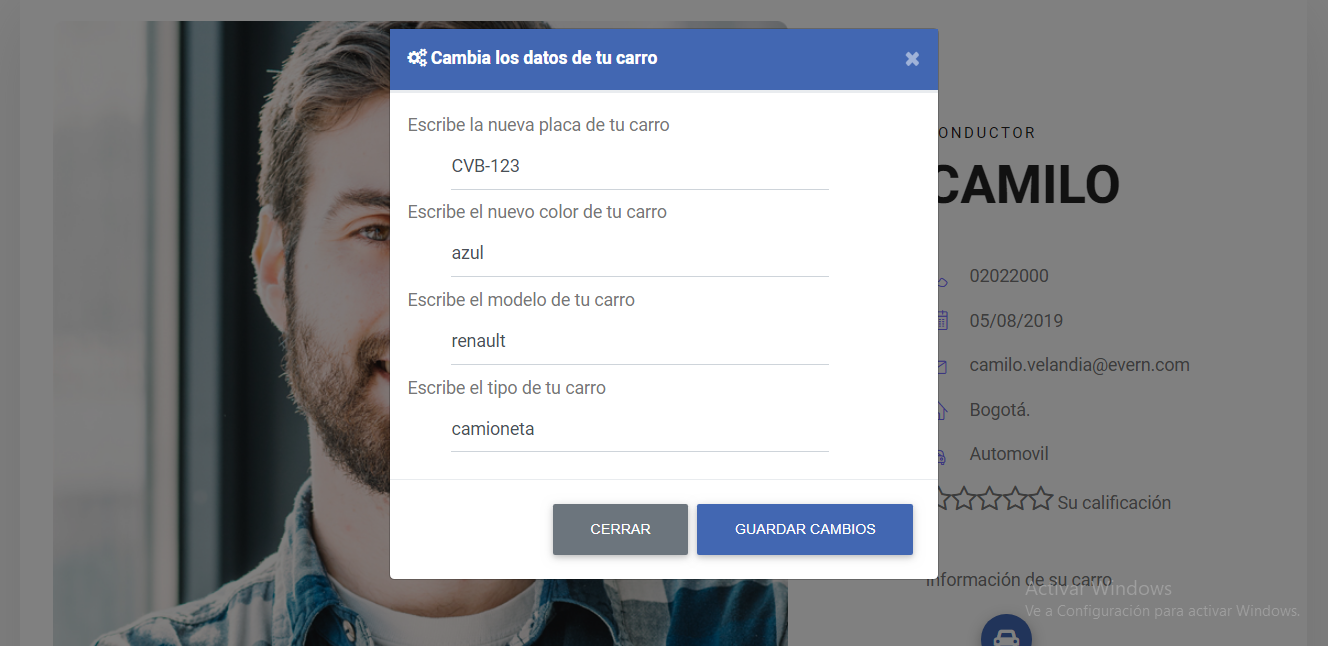 Cambia los datos de tu carro
Escribe la nueva placa de tu carro
CVB-123
Escribe el nuevo color de tu carro
azul
Escribe el modelo de tu carro
renault
Escribe el tipo de tu carro
camioneta
CERRAR
GUARDAR CAMBIOS
ONDUCTOR
CAMILO
02022000
05/08/2019
camilo.velandia@evern.com
Bogotá.
Automovil
Su calificación
Información de su carro
Activar Windows
Ve a Configuración para activar Windows.